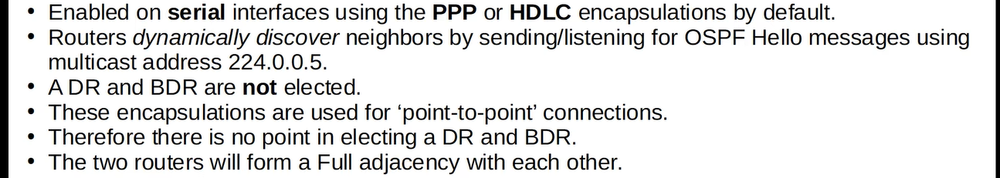 • Enabled on serial interfaces using the PPP or HDLC encapsulations by default.
• Routers dynamically discover neighbors by sending/listening for OSPF Hello messages using
multicast address 224.0.0.5.
• A DR and BDR are not elected.
• These encapsulations are used for ‘point-to-point’ connections.
• Therefore there is no point in electing a DR and BDR.
• The two routers will form a Full adjacency with each other.